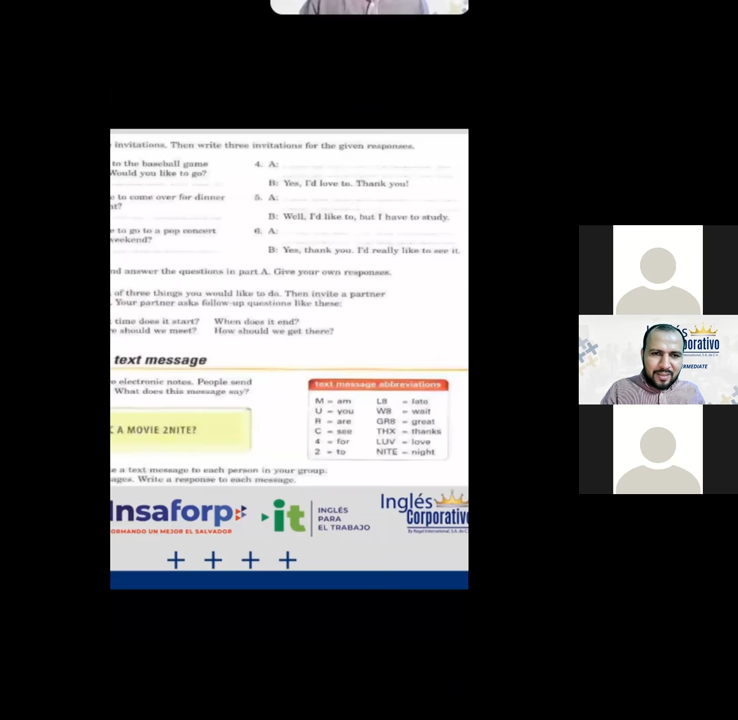 invitations. Then write three invitations for the given responses.
to the baseball game
Would you like to go?
4. A:
B: Yes, I'd love to. Thank you!
e to come over for dinner
nt?
5. A:
B: Well, I'd like to, but I have to study.
e to go to a pop concert
weekend?
6. A:
B: Yes, thank you. I'd really like to see it.
nd answer the questions in part A. Give your own responses.
of three things you would like to do. Then invite a partner
. Your partner asks follow-up questions like these:
time does it start? When does it end?
e should we meet? How should we get there?
text message
e electronic notes. People send
What does this message say?
C A MOVIE 2NITE?
text message abbreviations
M = am L8 = late
U = you W8 = wait
R = are GR8 = great
C = see THX = thanks
4 = for LUV = love
2 = to NITE = night
e a text message to each person in your group.
ages. Write a response to each message.
Insaforp
ORMANDO UN MEJOR EL SALVADOR
it
INGLÉS
PARA
EL TRABAJO
Inglés
Corporativo
Inglés
porativo
MEDIATE